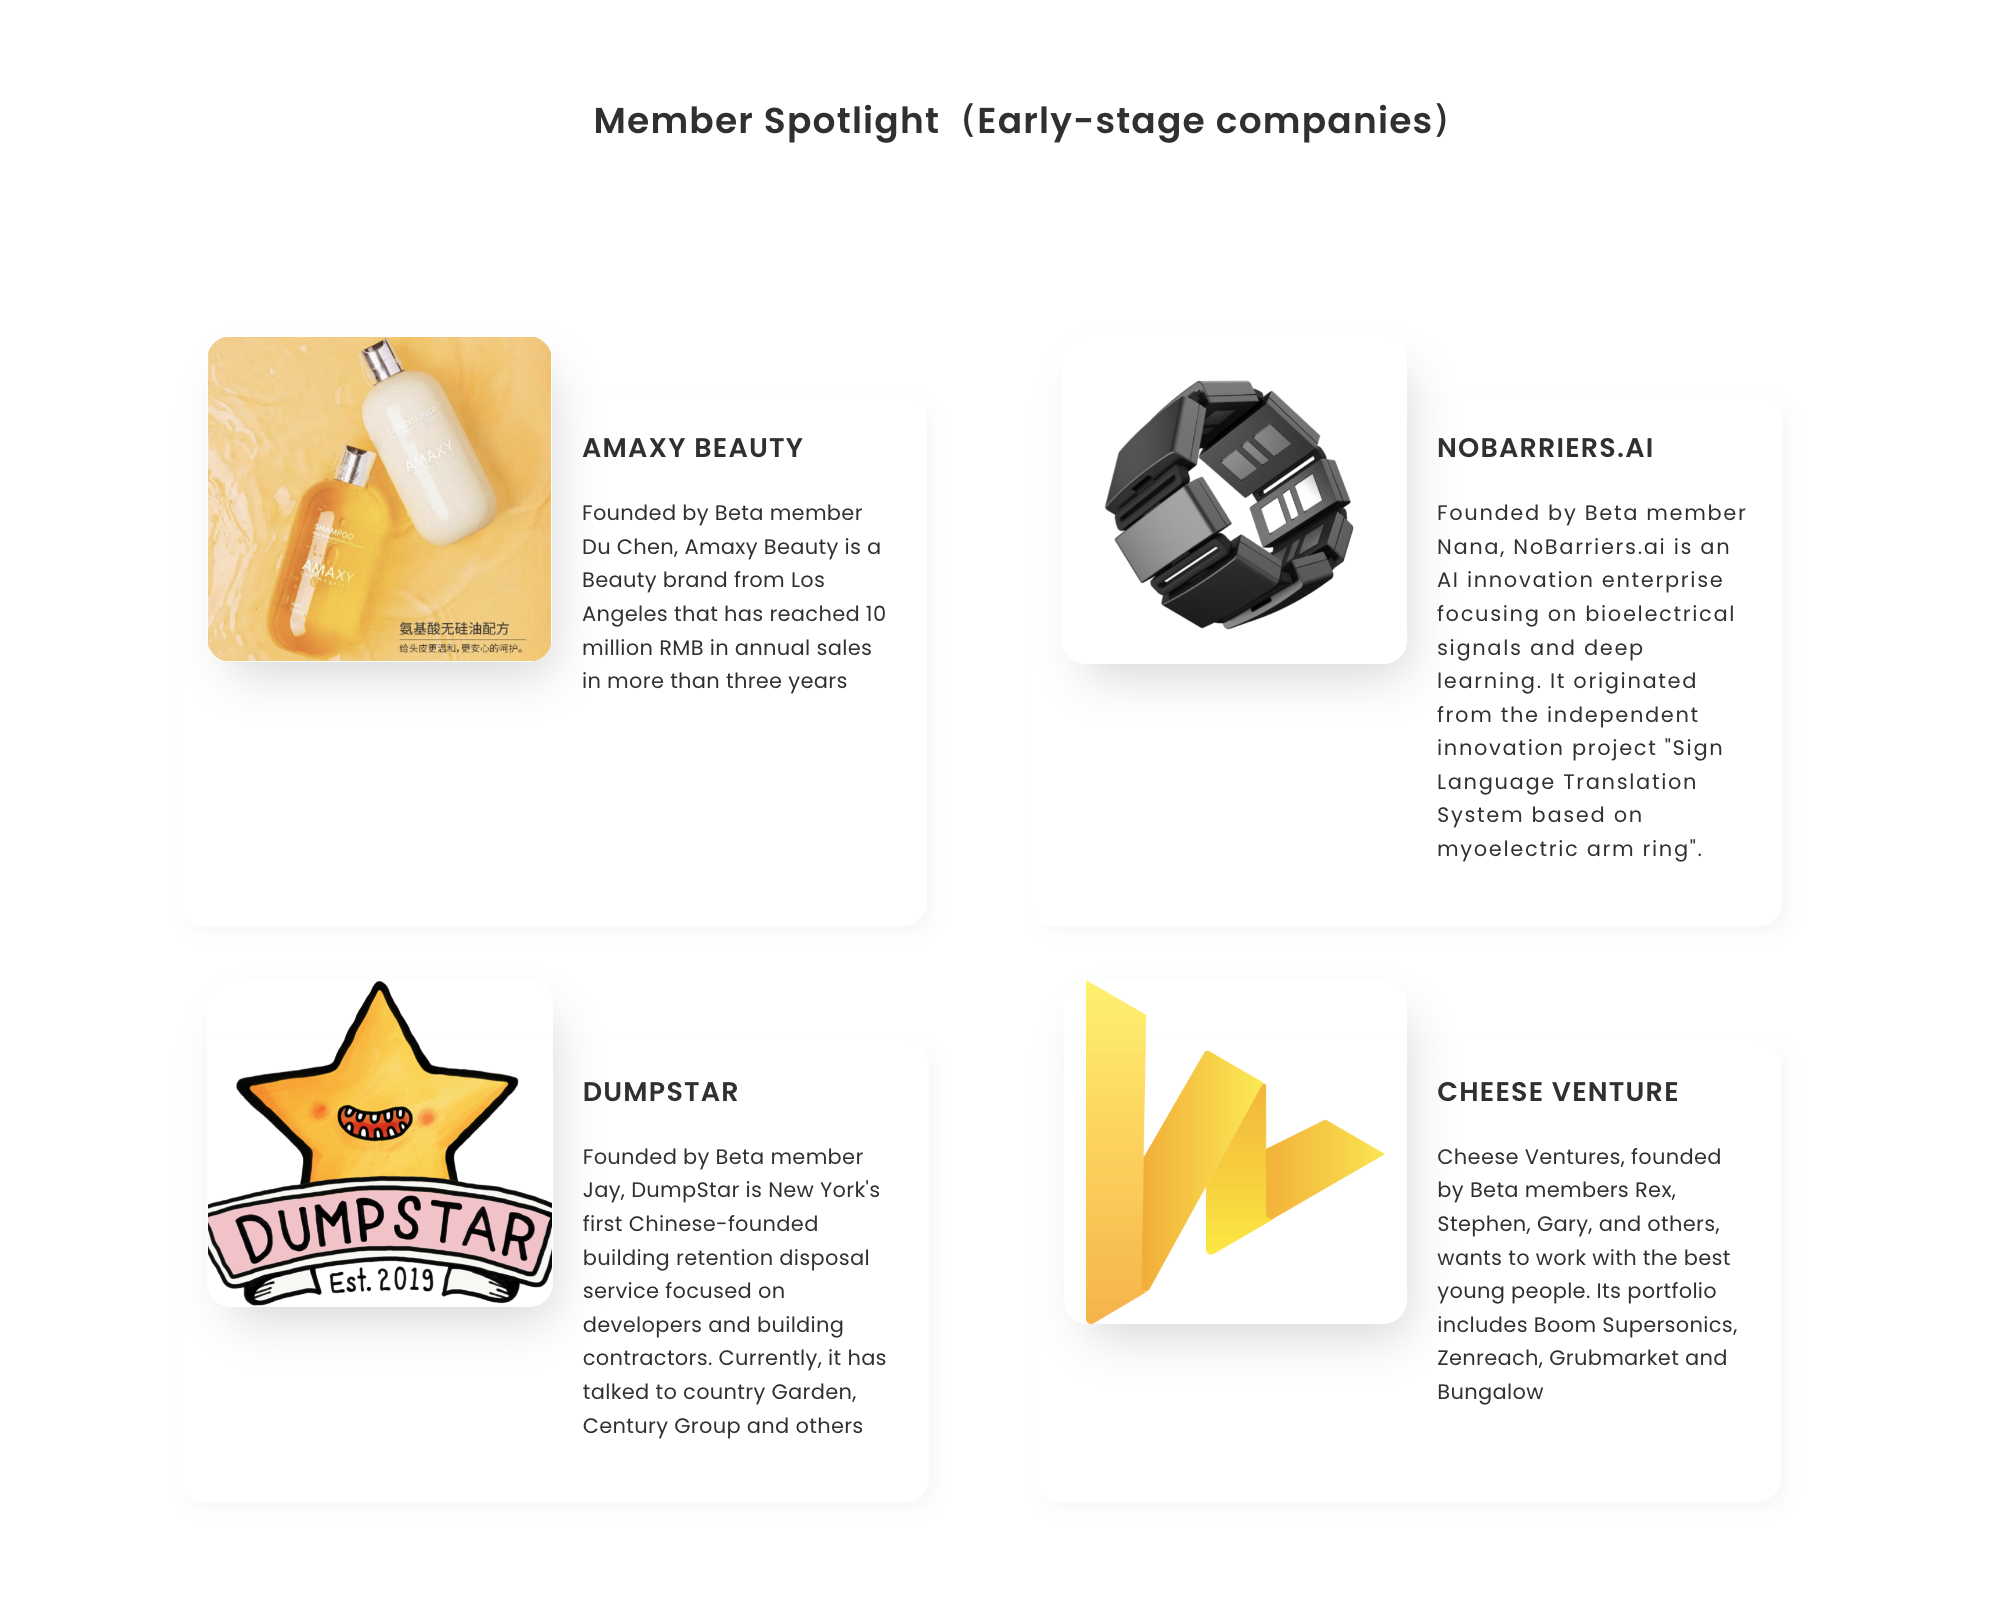 Member Spotlight（Early-stage companies）
CONDITIONER
AMAXY
SHAMPOO
AMAXY
氨基酸无硅油配方
给头皮更温和，更安心的呵护。
AMAXY BEAUTY
Founded by Beta member
Du Chen, Amaxy Beauty is a
Beauty brand from Los
Angeles that has reached 10
million RMB in annual sales
in more than three years
NOBARRIERS.AI
Founded by Beta member
Nana, NoBarriers.ai is an
AI innovation enterprise
focusing on bioelectrical
signals and deep
learning. It originated
from the independent
innovation project "Sign
Language Translation
System based on
myoelectric arm ring".
DUMPSTAR
Est. 2019
DUMPSTAR
Founded by Beta member
Jay, DumpStar is New York's
first Chinese-founded
building retention disposal
service focused on
developers and building
contractors. Currently, it has
talked to country Garden,
Century Group and others
CHEESE VENTURE
Cheese Ventures, founded
by Beta members Rex,
Stephen, Gary, and others,
wants to work with the best
young people. Its portfolio
includes Boom Supersonics,
Zenreach, Grubmarket and
Bungalow